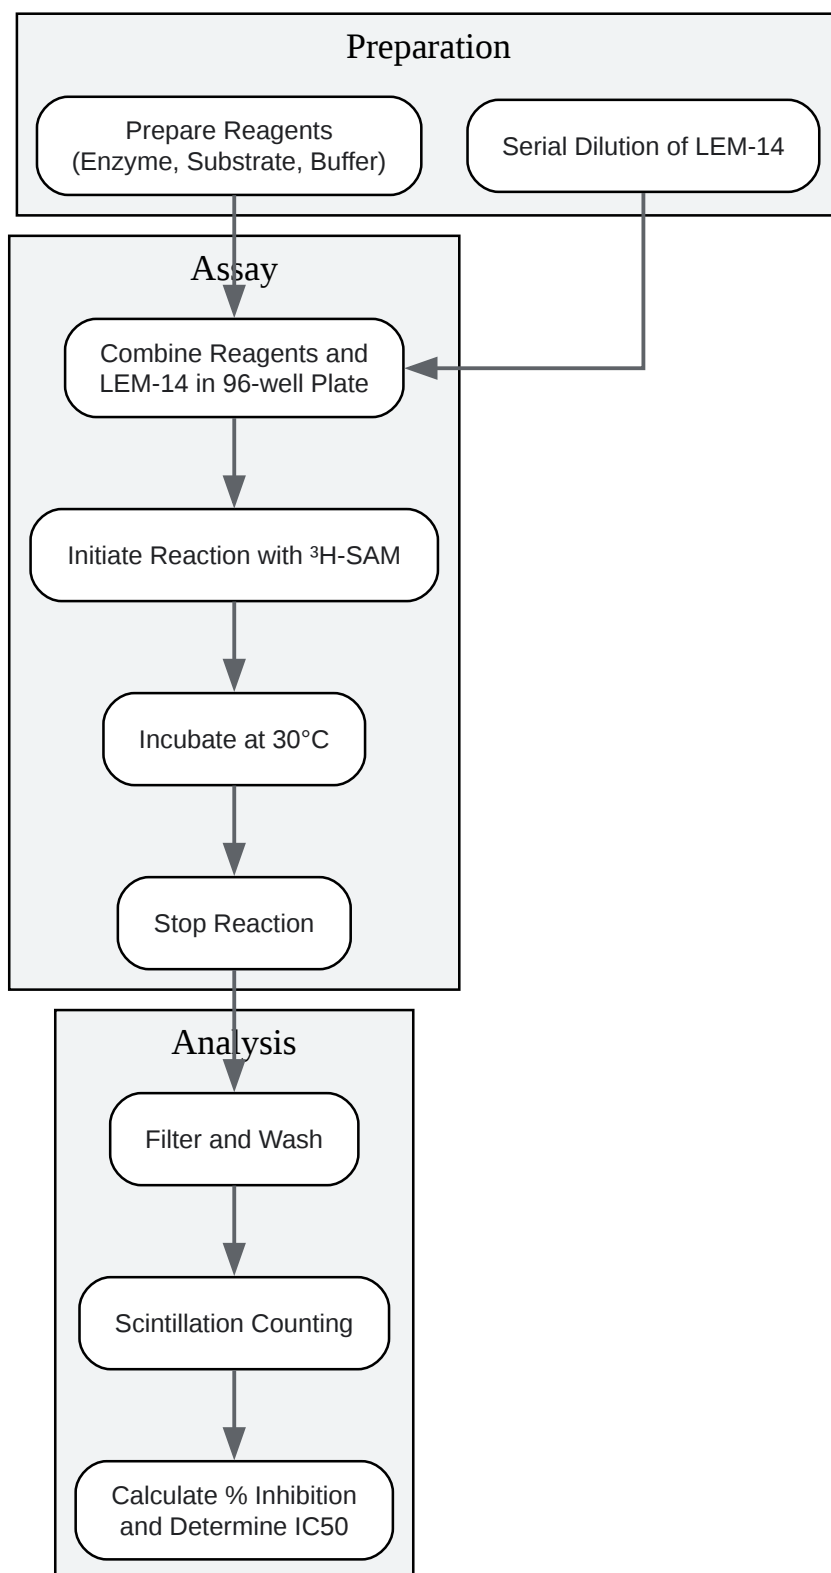 Preparation
Prepare Reagents
(Enzyme, Substrate, Buffer)
Serial Dilution of LEM-14
Assay
Combine Reagents and
LEM-14 in 96-well Plate
Initiate Reaction with ³H-SAM
Incubate at 30°C
Stop Reaction
Analysis
Filter and Wash
Scintillation Counting
Calculate % Inhibition
and Determine IC50